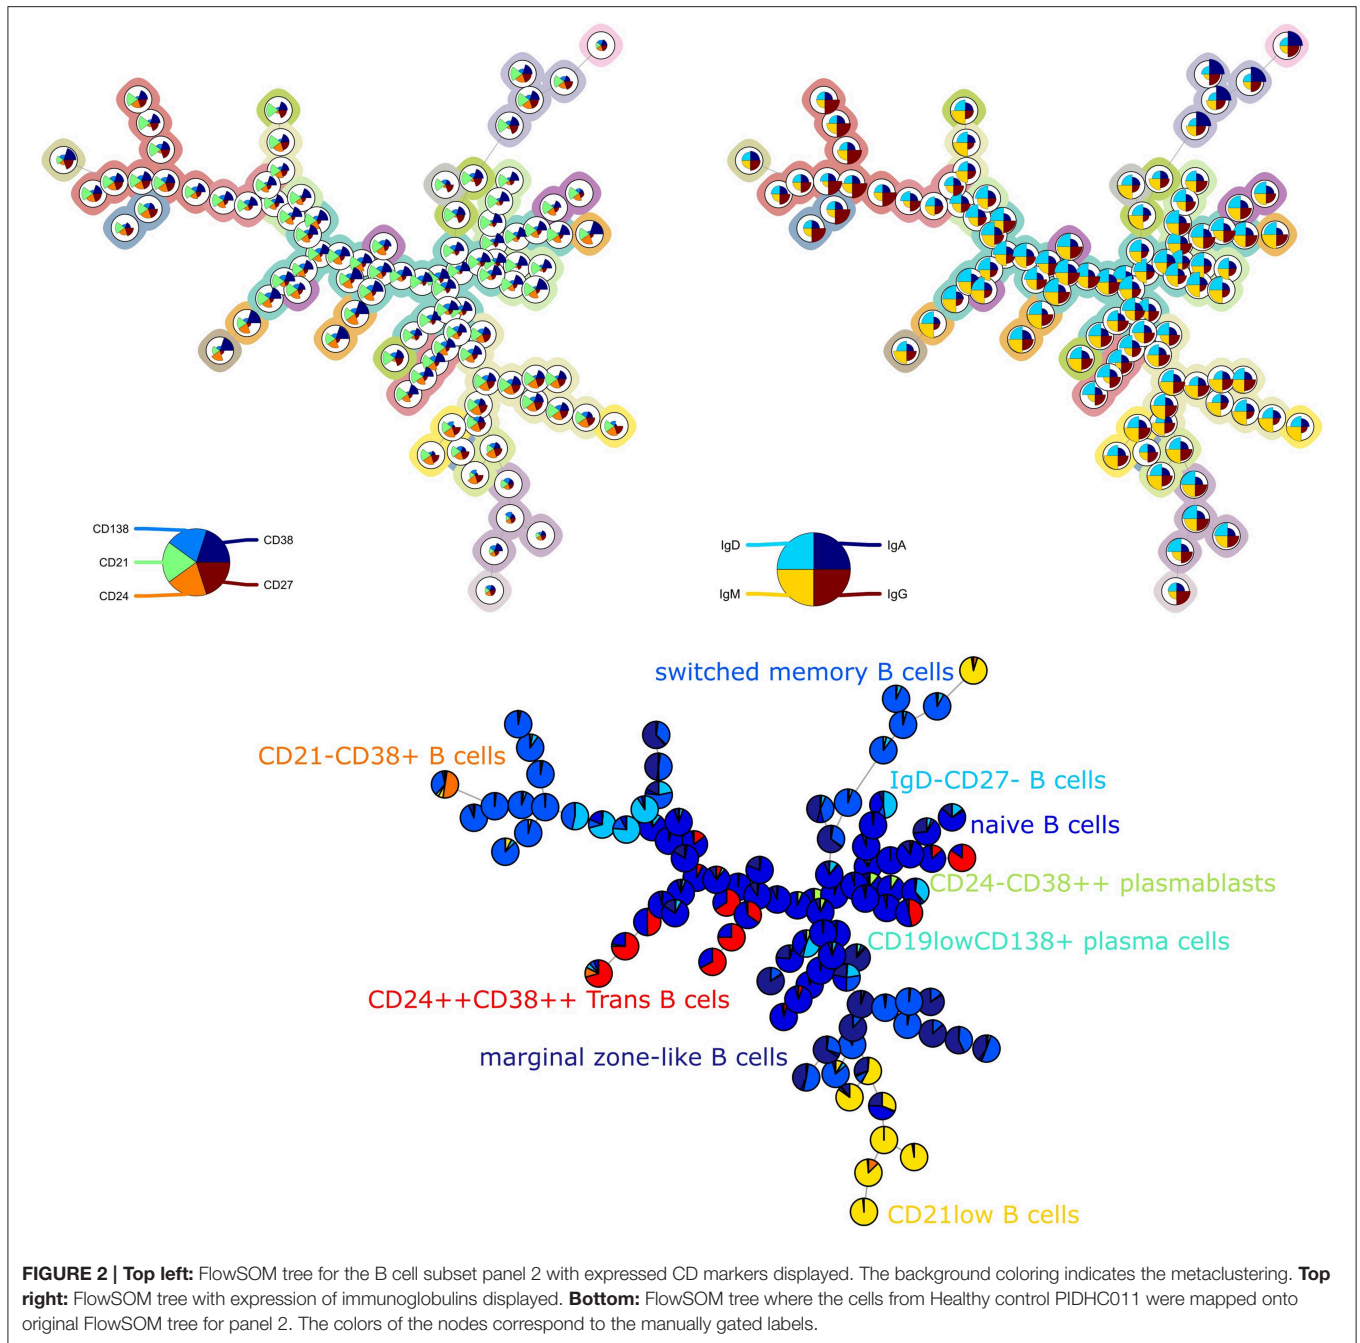 CD138
CD38
CD21
CD24
CD27
IgD
IgA
IgM
IgG
switched memory B cells
CD21-CD38+ B cells
IgD-CD27- B cells
naive B cells
CD24-CD38++ plasmablasts
CD19lowCD138+ plasma cells
CD24++CD38++ Trans B cels
marginal zone-like B cells
CD21low B cells
FIGURE 2 | Top left: FlowSOM tree for the B cell subset panel 2 with expressed CD markers displayed. The background coloring indicates the metaclustering. Top
right: FlowSOM tree with expression of immunoglobulins displayed. Bottom: FlowSOM tree where the cells from Healthy control PIDHC011 were mapped onto
original FlowSOM tree for panel 2. The colors of the nodes correspond to the manually gated labels.